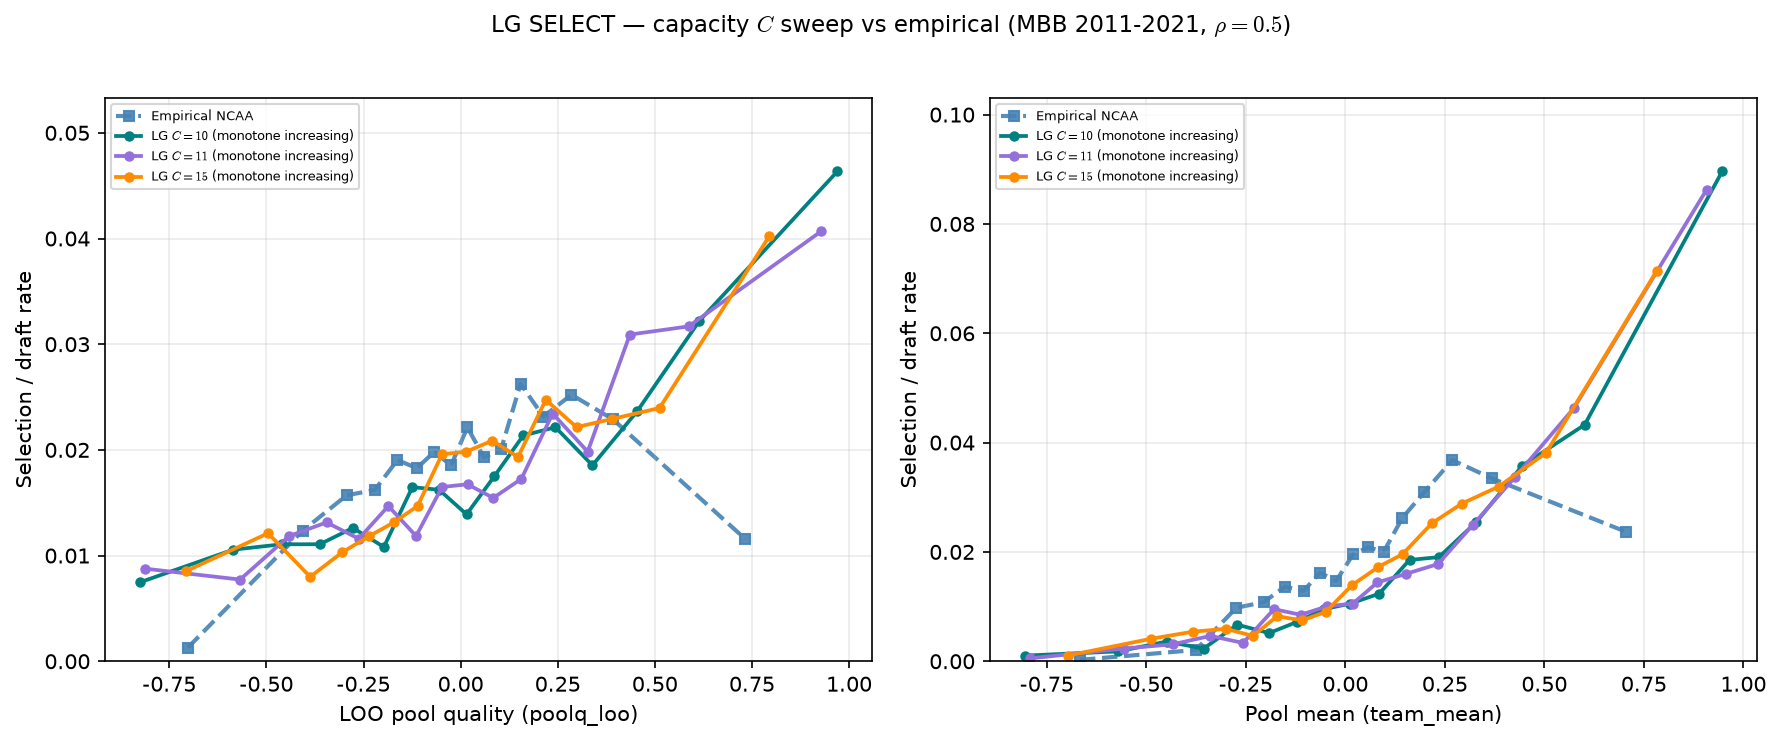 LG SELECT — capacity C sweep vs empirical (MBB 2011-2021, ρ = 0.5)
Empirical NCAA
LG C = 10 (monotone increasing)
LG C = 11 (monotone increasing)
LG C = 15 (monotone increasing)
0.05
0.04
0.03
0.02
0.01
0.00
Selection / draft rate
-0.75 -0.50 -0.25 0.00 0.25 0.50 0.75 1.00
LOO pool quality (poolq_loo)
Empirical NCAA
LG C = 10 (monotone increasing)
LG C = 11 (monotone increasing)
LG C = 15 (monotone increasing)
0.10
0.08
0.06
0.04
0.02
0.00
Selection / draft rate
-0.75 -0.50 -0.25 0.00 0.25 0.50 0.75 1.00
Pool mean (team_mean)